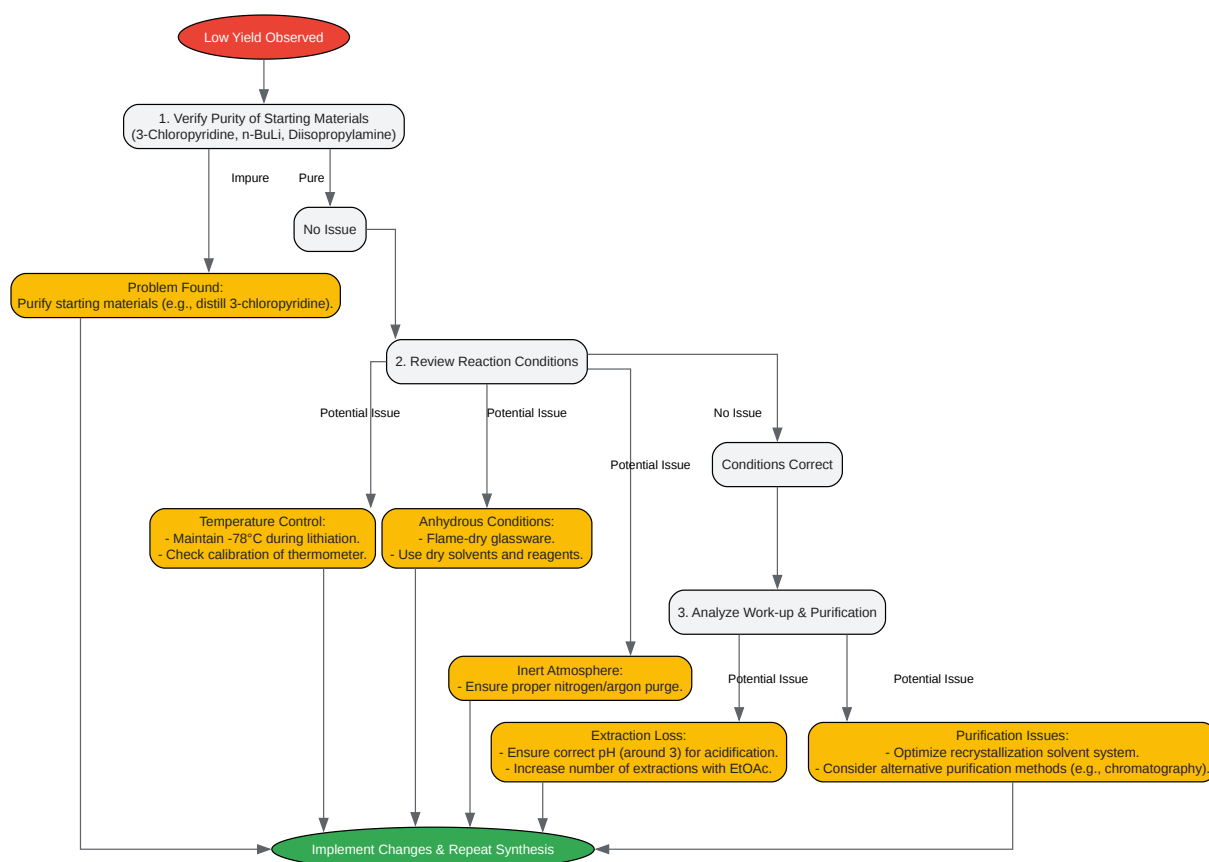 Low Yield Observed
1. Verify Purity of Starting Materials
(3-Chloropyridine, n-BuLi, Diisopropylamine)
Impure
Pure
No Issue
Problem Found:
Purify starting materials (e.g., distill 3-chloropyridine).
2. Review Reaction Conditions
Potential Issue
Potential Issue
No Issue
Potential Issue
Conditions Correct
Temperature Control:
- Maintain -78°C during lithiation.
- Check calibration of thermometer.
Anhydrous Conditions:
- Flame-dry glassware.
- Use dry solvents and reagents.
3. Analyze Work-up & Purification
Inert Atmosphere:
- Ensure proper nitrogen/argon purge.
Potential Issue
Potential Issue
Extraction Loss:
- Ensure correct pH (around 3) for acidification.
- Increase number of extractions with EtOAc.
Purification Issues:
- Optimize recrystallization solvent system.
- Consider alternative purification methods (e.g., chromatography).
Implement Changes & Repeat Synthesis